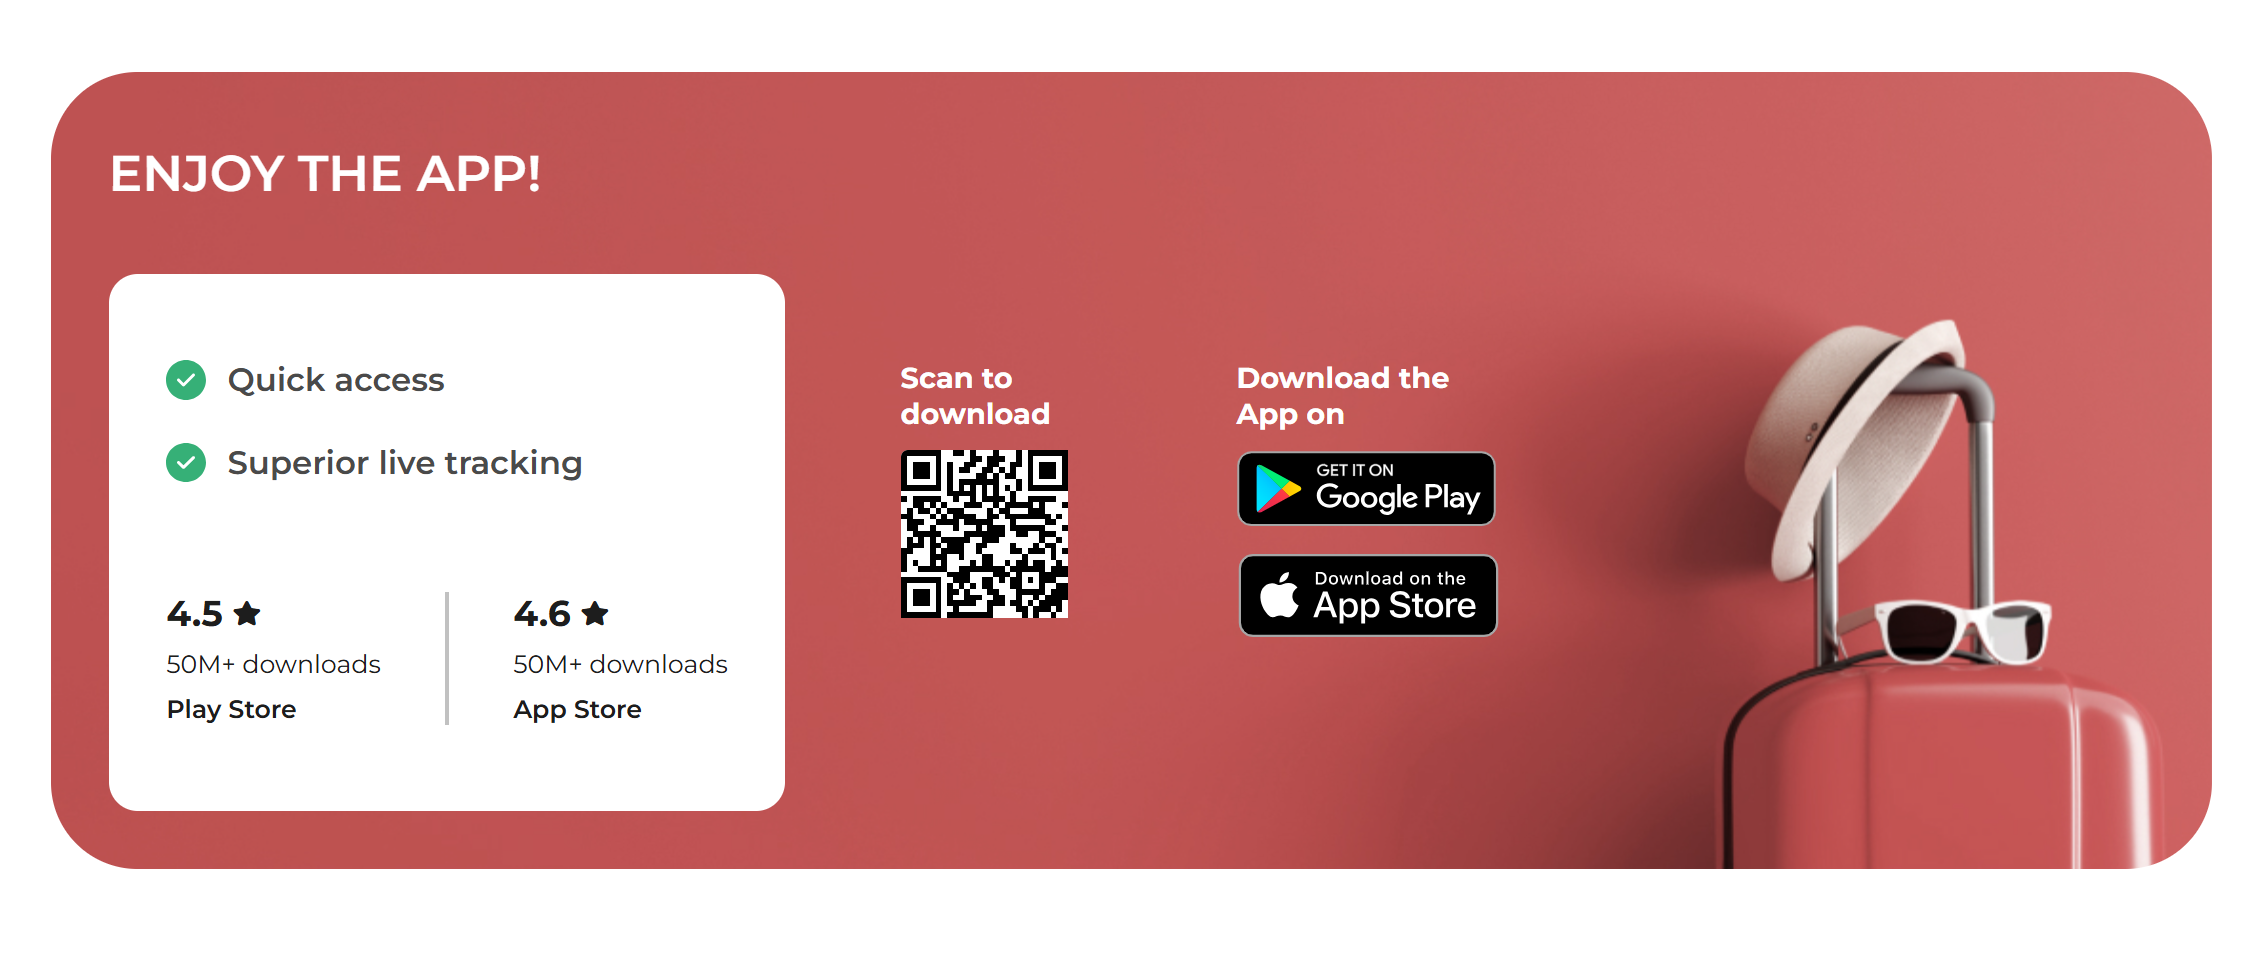 ENJOY THE APP!
Quick access
Superior live tracking
4.5
50M+ downloads
Play Store
4.6
50M+ downloads
App Store
Scan to
download
Download the
App on
GET IT ON
Google Play
Download on the
App Store